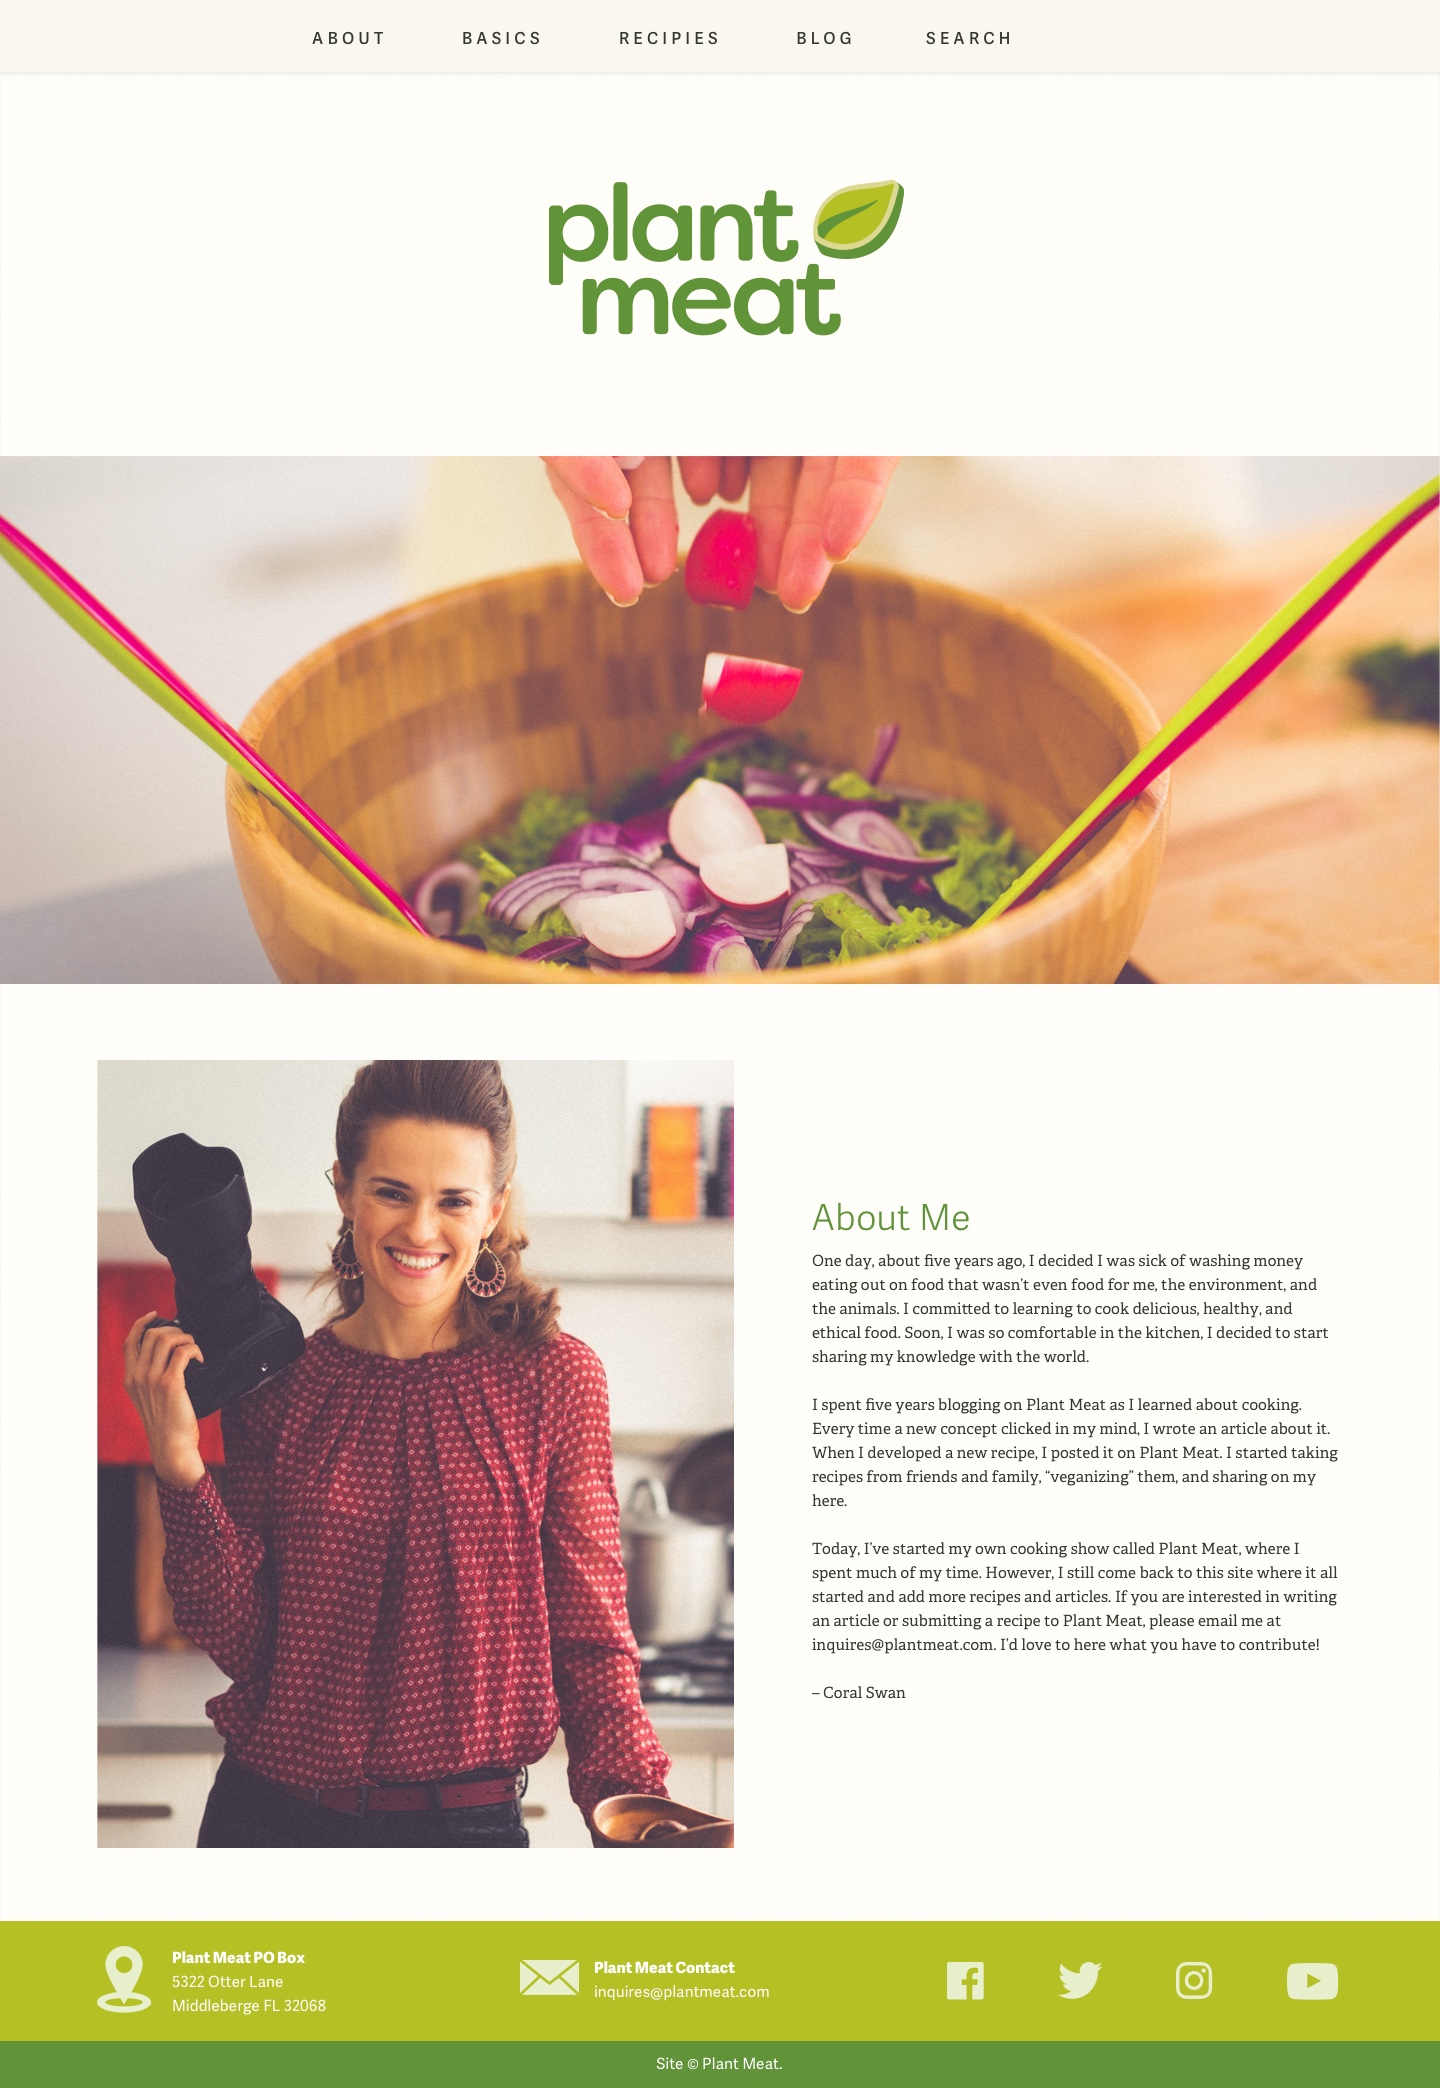 ABOUT BASICS RECIPIES BLOG SEARCH
plant
meat
About Me
One day, about five years ago, I decided I was sick of washing money
eating out on food that wasn’t even food for me, the environment, and
the animals. I committed to learning to cook delicious, healthy, and
ethical food. Soon, I was so comfortable in the kitchen, I decided to start
sharing my knowledge with the world.
I spent five years blogging on Plant Meat as I learned about cooking.
Every time a new concept clicked in my mind, I wrote an article about it.
When I developed a new recipe, I posted it on Plant Meat. I started taking
recipes from friends and family, “veganizing” them, and sharing on my
here.
Today, I’ve started my own cooking show called Plant Meat, where I
spent much of my time. However, I still come back to this site where it all
started and add more recipes and articles. If you are interested in writing
an article or submitting a recipe to Plant Meat, please email me at
inquires@plantmeat.com. I’d love to here what you have to contribute!
– Coral Swan
Plant Meat PO Box
5322 Otter Lane
Middleberge FL 32068
Plant Meat Contact
inquires@plantmeat.com
Site © Plant Meat.